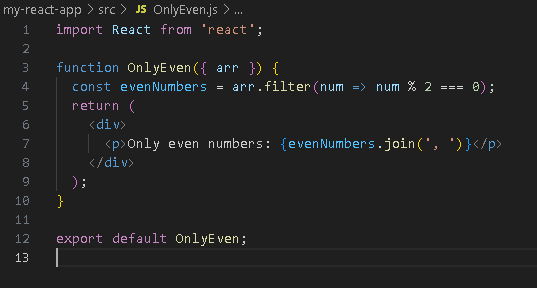 my-react-app > src > JS OnlyEven.js > ...
1 import React from 'react';
2
3 function OnlyEven({ arr }) {
4 const evenNumbers = arr.filter(num => num % 2 === 0);
5 return (
6 <div>
7 <p>Only even numbers: {evenNumbers.join(', ')}</p>
8 </div>
9 );
10 }
11
12 export default OnlyEven;
13